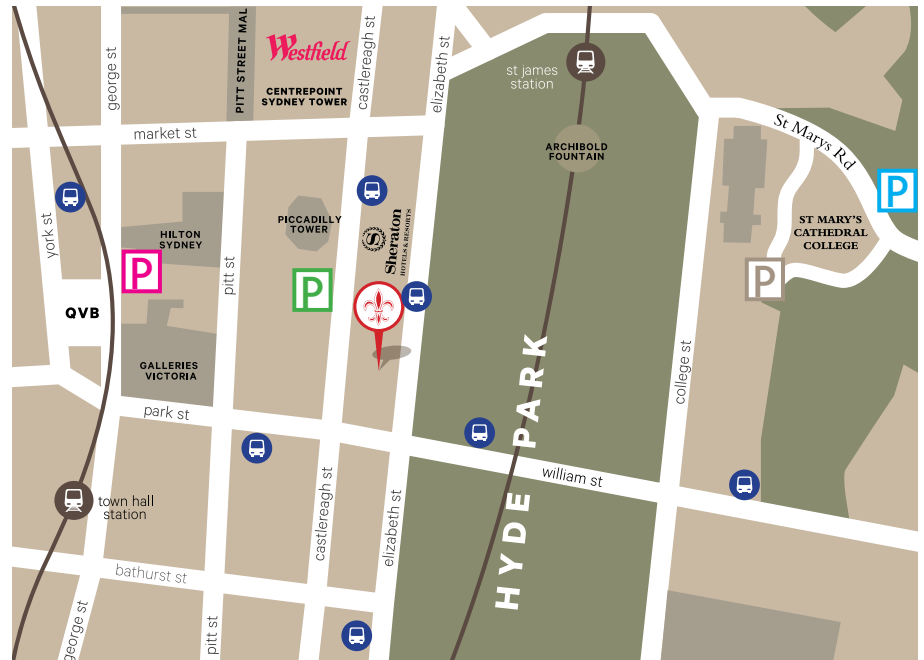 george st
PITT STREET MAL
Westfield
CENTREPOINT
SYDNEY TOWER
castlereagh st
elizabeth st
st james
station
market st
ARCHIBOLD
FOUNTAIN
St Marys Rd
P
york st
HILTON
SYDNEY
pitt st
PICCADILLY
TOWER
S
Sheraton
HOTELS & RESORTS
ST MARY'S
CATHEDRAL
COLLEGE
P
P
P
QVB
GALLERIES
VICTORIA
park st
college st
HYDE PARK
william st
town hall
station
castlereagh st
elizabeth st
bathurst st
george st
pitt st